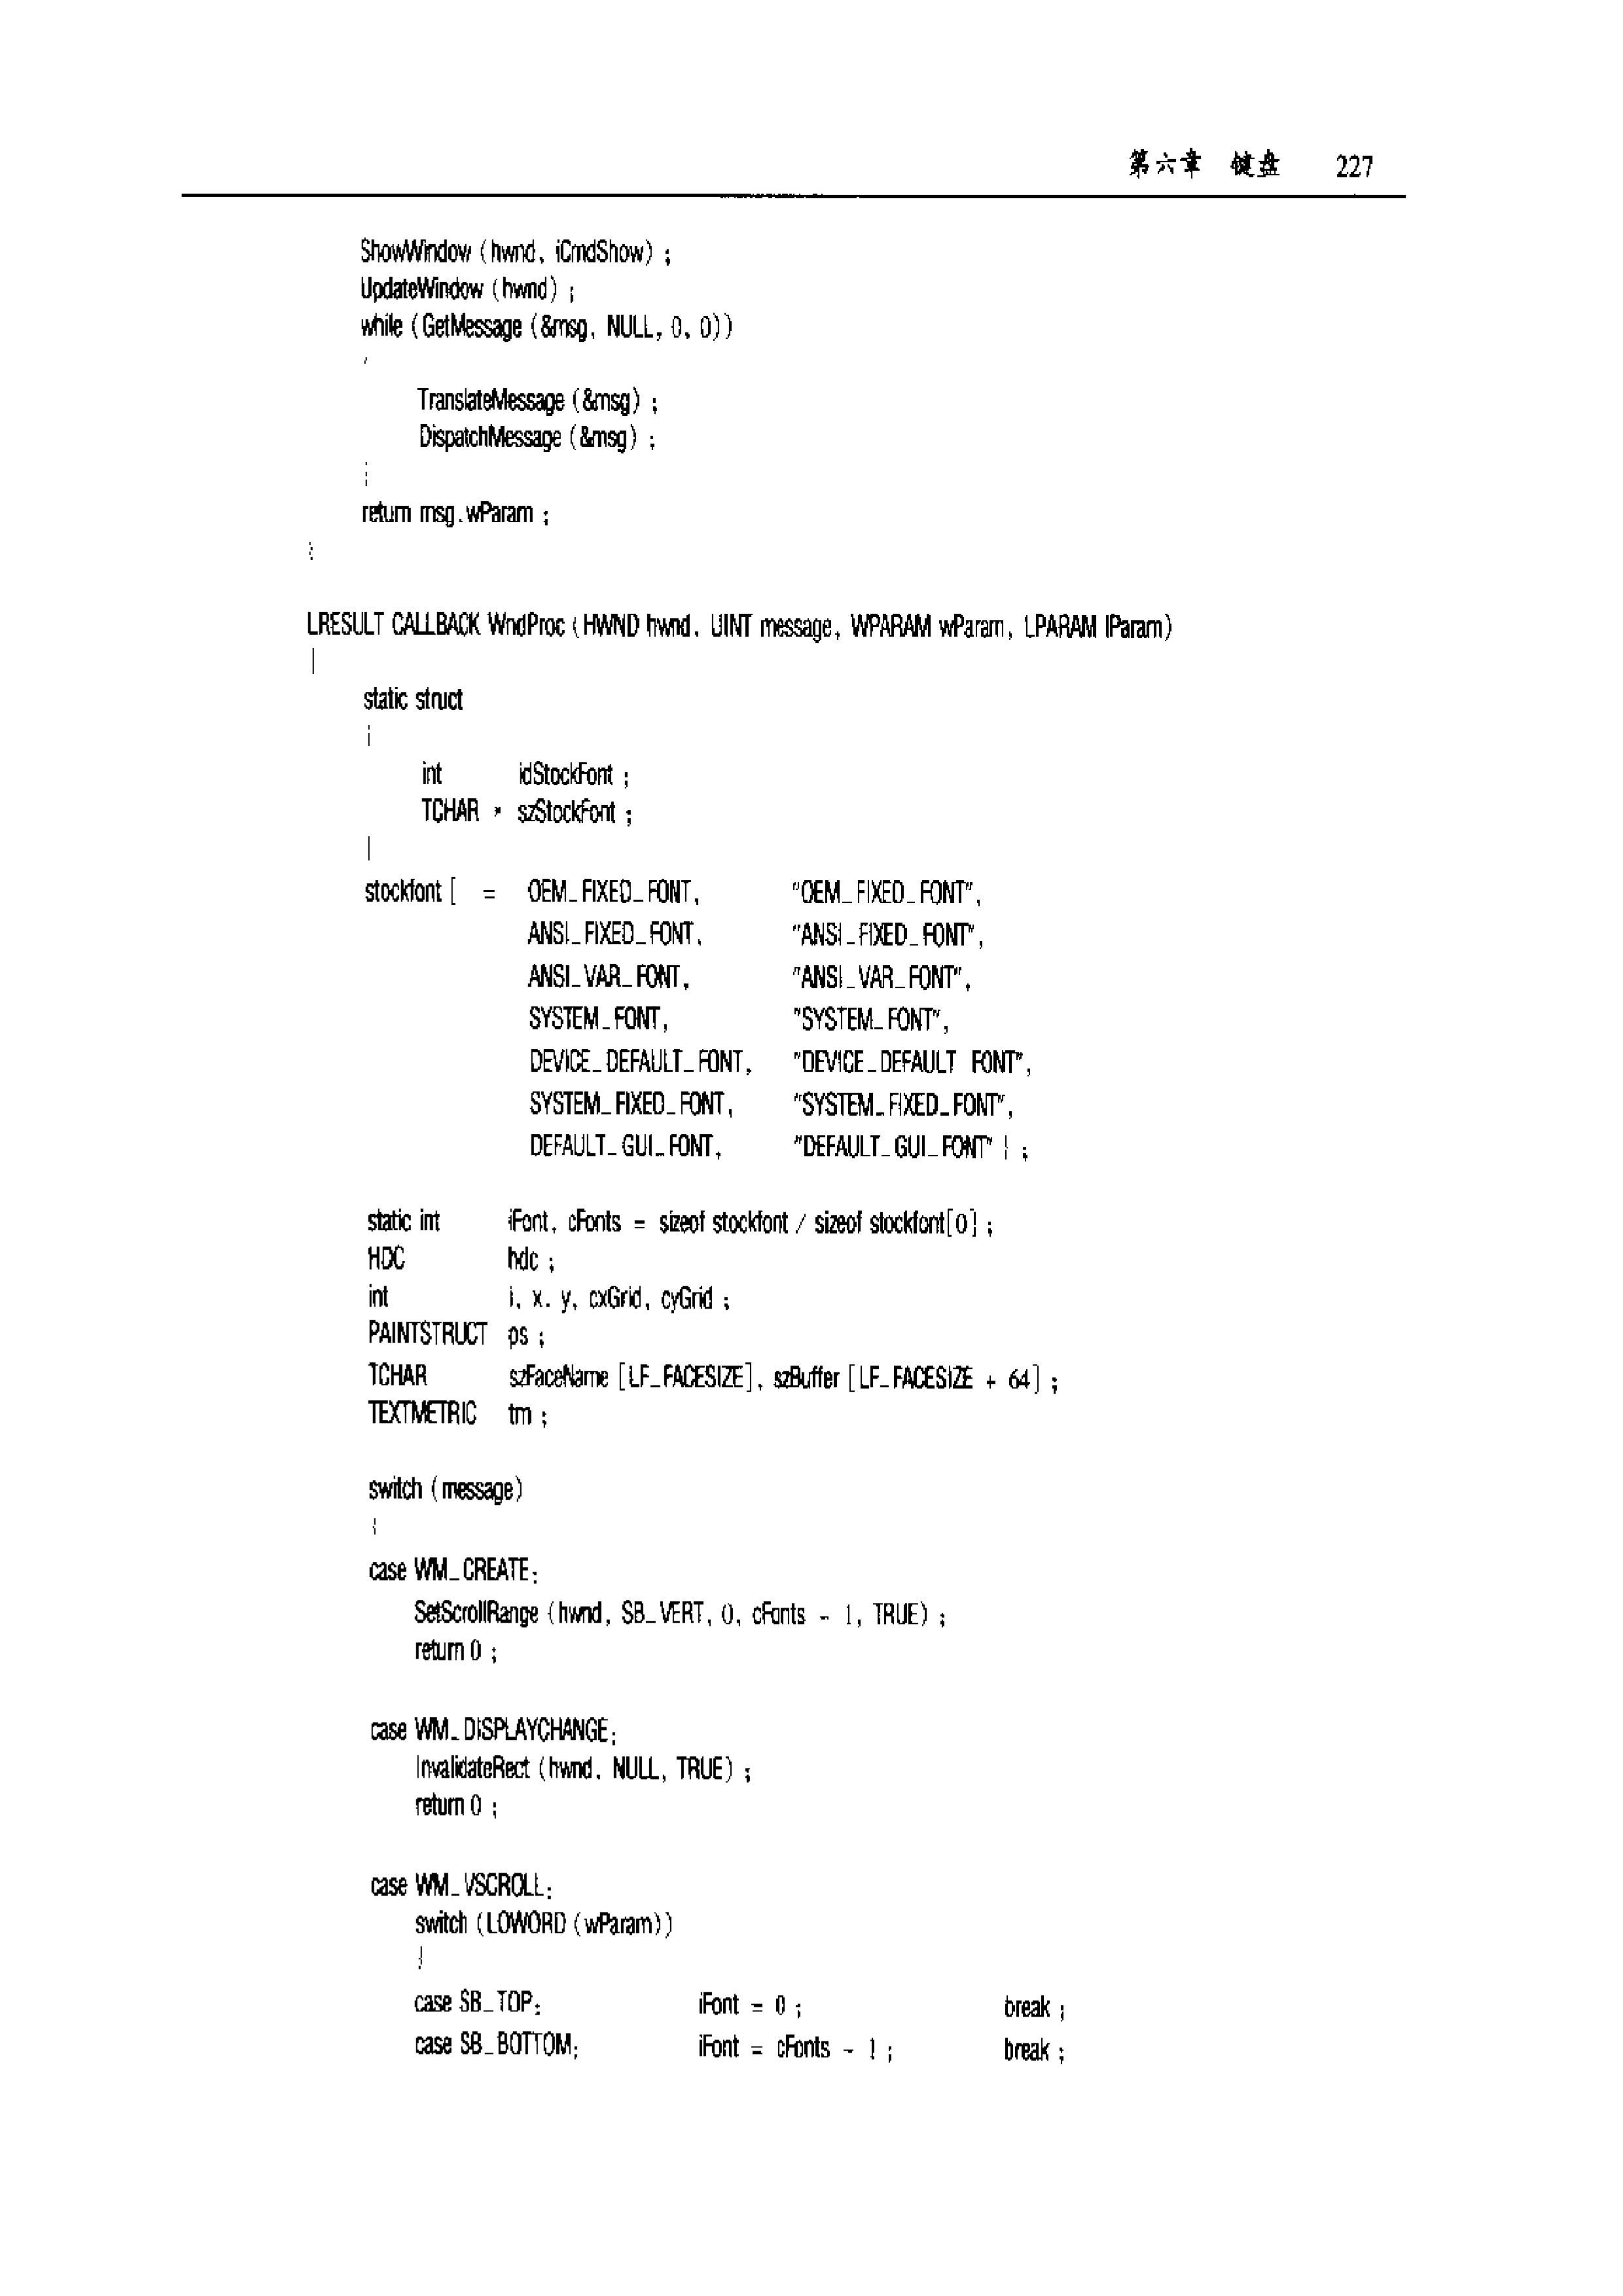 第六章 键盘 227
ShowWindow (hwnd, iCmdShow) ;
UpdateWindow (hwnd) ;
while (GetMessage (&msg, NULL, 0, 0))
TranslateMessage (&msg) ;
DispatchMessage (&msg) ;
return msg.wParam ;
LRESULT CALLBACK WndProc (HWND hwnd, UINT message, WPARAM wParam, LPARAM lParam)
static struct
int idStockFont ;
TCHAR * szStockFont ;
stockfont [ = OEM_FIXED_FONT, "OEM_FIXED_FONT",
ANSI_FIXED_FONT, "ANSI_FIXED_FONT",
ANSI_VAR_FONT, "ANSI_VAR_FONT",
SYSTEM_FONT, "SYSTEM_FONT",
DEVICE_DEFAULT_FONT, "DEVICE_DEFAULT FONT",
SYSTEM_FIXED_FONT, "SYSTEM_FIXED_FONT",
DEFAULT_GUI_FONT, "DEFAULT_GUI_FONT" } ;
static int iFont, cFonts = sizeof stockfont / sizeof stockfont[0] ;
HDC hdc ;
int i, x, y, cxGrid, cyGrid ;
PAINTSTRUCT ps ;
TCHAR szFaceName [LF_FACESIZE], szBuffer [LF_FACESIZE + 64] ;
TEXTMETRIC tm ;
switch (message)
{
case WM_CREATE:
SetScrollRange (hwnd, SB_VERT, 0, cFonts - 1, TRUE) ;
return 0 ;
case WM_DISPLAYCHANGE:
InvalidateRect (hwnd, NULL, TRUE) ;
return 0 ;
case WM_VSCROLL:
switch (LOWORD (wParam))
{
case SB_TOP: iFont = 0 ; break ;
case SB_BOTTOM: iFont = cFonts - 1 ; break ;